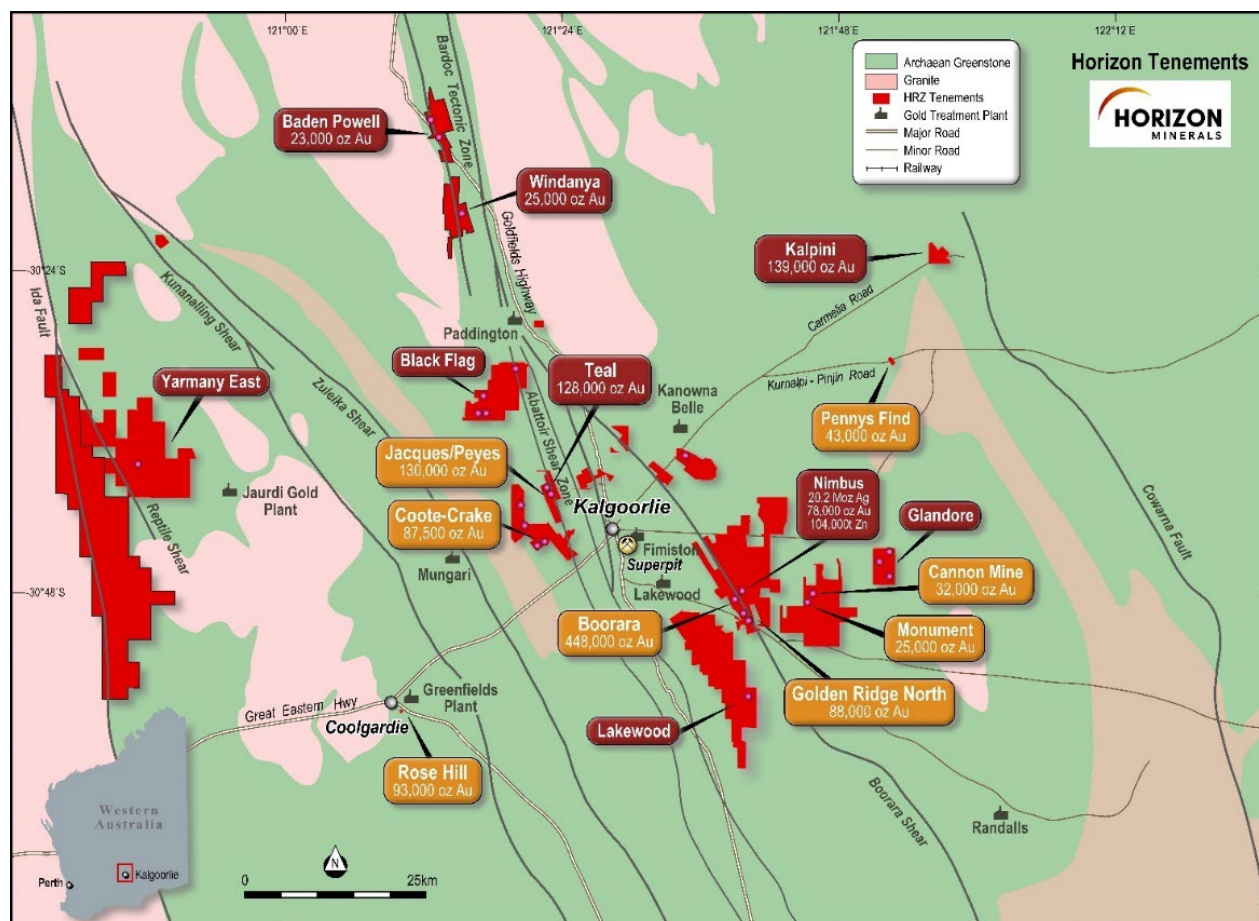 121°00´E
121°24´E
121°48´E
122°12´E
Archaean Greenstone
Granite
HRZ Tenements
Gold Treatment Plant
Major Road
Minor Road
Railway
Horizon Tenements
HORIZON
MINERALS
Bardoc Tectonic Zone
Baden Powell
23,000 oz Au
Windanya
25,000 oz Au
Goldfields Highway
Kalpini
139,000 oz Au
-30°24´S
Ida Fault
Kunanalling Shear
Zuleika Shear
Carmelia Road
Paddington
Black Flag
Teal
128,000 oz Au
Kurnalpi - Pinjin Road
Yarmany East
Kanowna
Belle
Abattoir Shear Zone
Pennys Find
43,000 oz Au
Jacques/Peyes
130,000 oz Au
Nimbus
20.2 Moz Ag
78,000 oz Au
104,000t Zn
Jaurdi Gold
Plant
Reptile Shear
Coote-Crake
87,500 oz Au
Kalgoorlie
Glandore
Cowarna Fault
Fimiston
Superpit
Mungari
Cannon Mine
32,000 oz Au
-30°48´S
Lakewood
Boorara
448,000 oz Au
Monument
25,000 oz Au
Greenfields
Plant
Golden Ridge North
88,000 oz Au
Great Eastern Hwy
Coolgardie
Lakewood
Rose Hill
93,000 oz Au
Boorara Shear
Randalls
Western
Australia
Perth
Kalgoorlie
N
0
25km